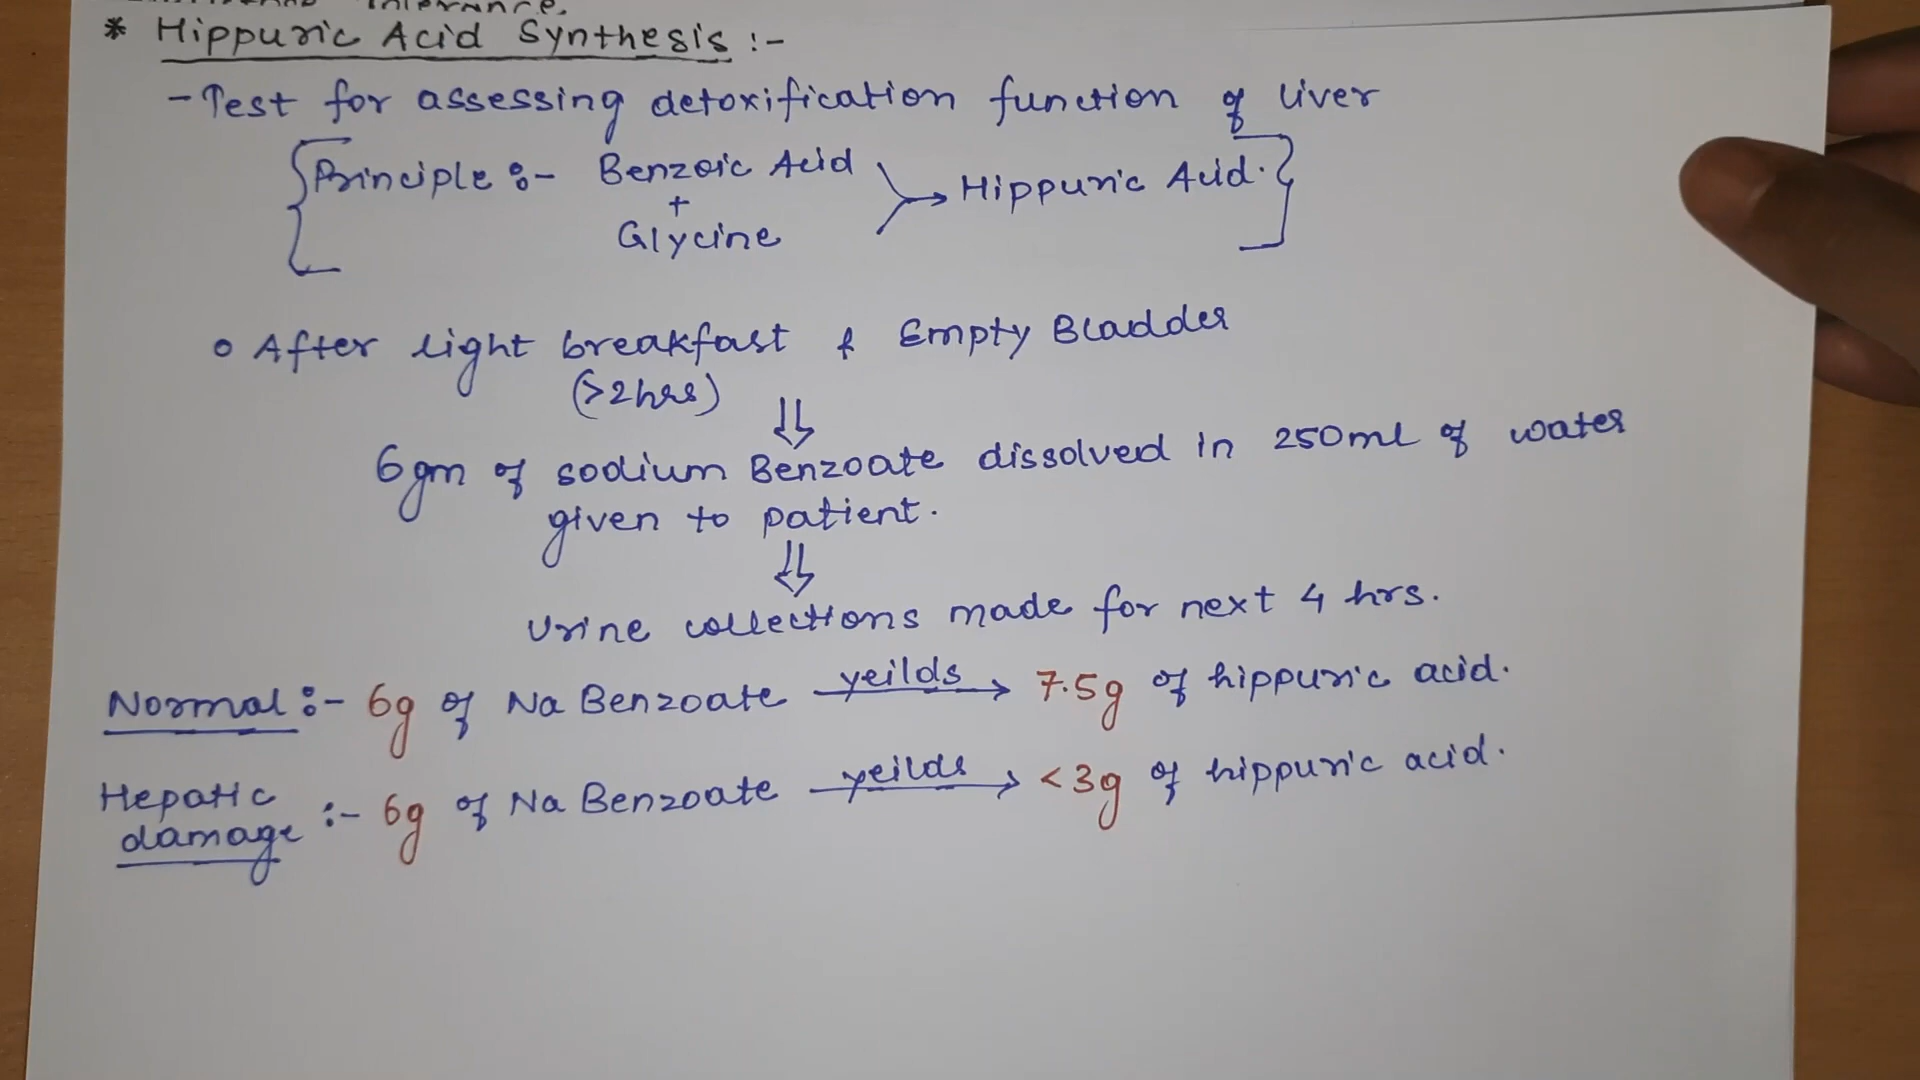 Intolerance.
* Hippuric Acid Synthesis :-
- Test for assessing detoxification function of liver
Principle :- Benzoic Acid
+
Glycine
→ Hippuric Acid.
o After light breakfast & Empty Bladder
(>2hrs)
⇓
6gm of sodium Benzoate dissolved in 250ml of water
given to patient.
⇓
Urine collections made for next 4 hrs.
Normal :- 6g of Na Benzoate yeilds → 7.5g of hippuric acid.
Hepatic
damage :- 6g of Na Benzoate yeilds → <3g of hippuric acid.